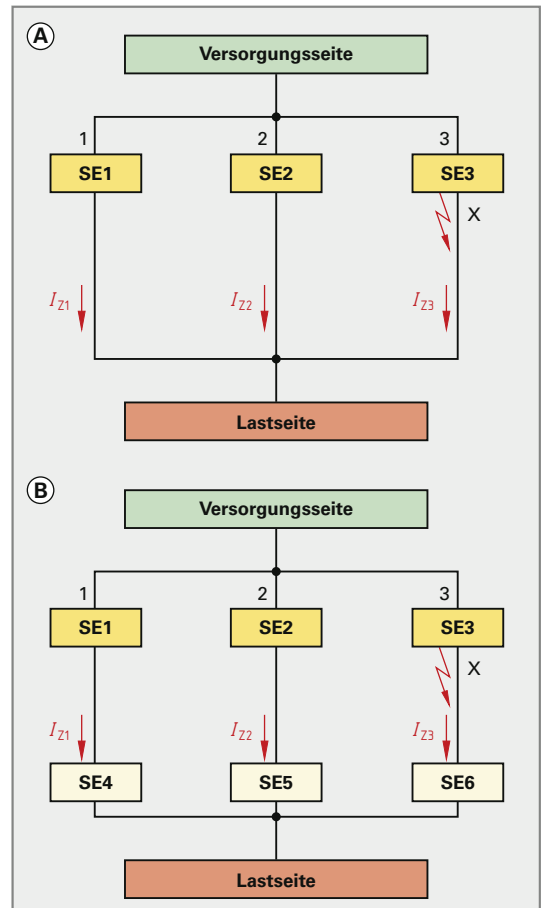 A
Versorgungsseite
1 2 3
SE1 SE2 SE3
X
IZ1 IZ2 IZ3
Lastseite
B
Versorgungsseite
1 2 3
SE1 SE2 SE3
X
IZ1 IZ2 IZ3
SE4 SE5 SE6
Lastseite